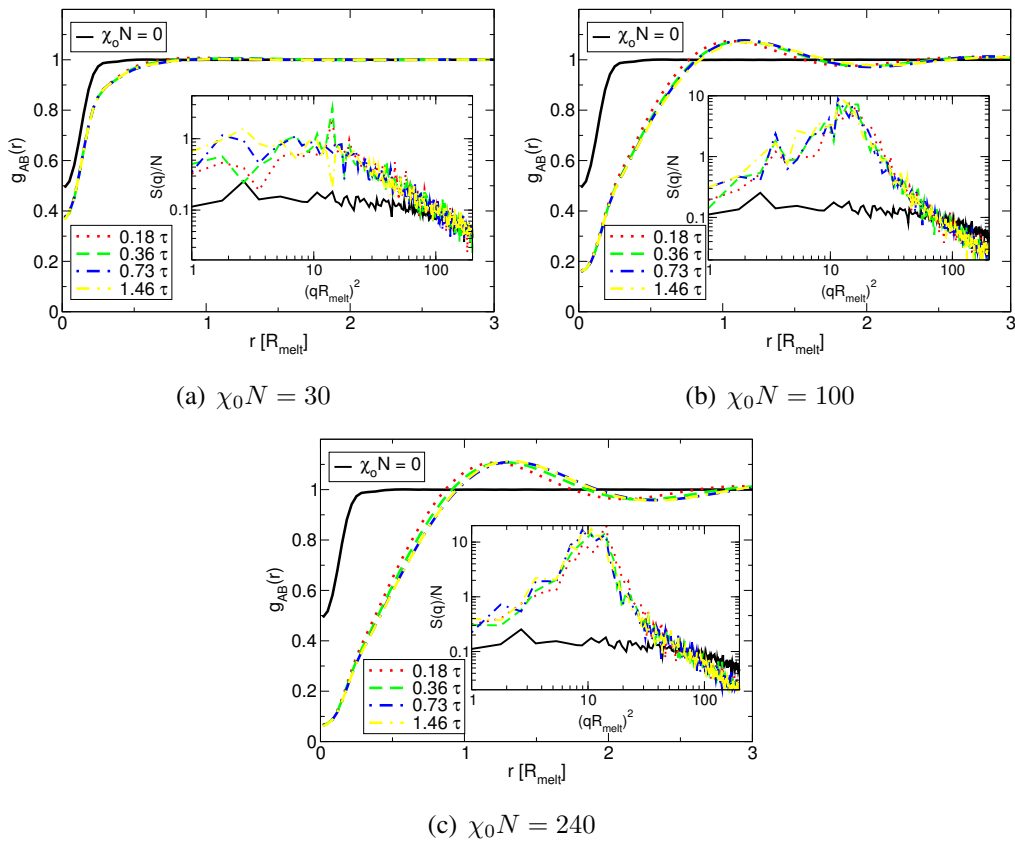 χₒN = 0
g_AB(r)
1
0.8
0.6
0.4
0.2
0
0 1 2 3
r [R_melt]
S(q)/N
1
0.1
1 10 100
(qR_melt)²
0.18 τ
0.36 τ
0.73 τ
1.46 τ
(a) χ₀N = 30
χₒN = 0
g_AB(r)
1
0.8
0.6
0.4
0.2
0
0 1 2 3
r [R_melt]
S(q)/N
10
1
0.1
1 10 100
(qR_melt)²
0.18 τ
0.36 τ
0.73 τ
1.46 τ
(b) χ₀N = 100
χₒN = 0
g_AB(r)
1
0.8
0.6
0.4
0.2
0
0 1 2 3
r [R_melt]
S(q)/N
10
1
0.1
1 10 100
(qR_melt)²
0.18 τ
0.36 τ
0.73 τ
1.46 τ
(c) χ₀N = 240